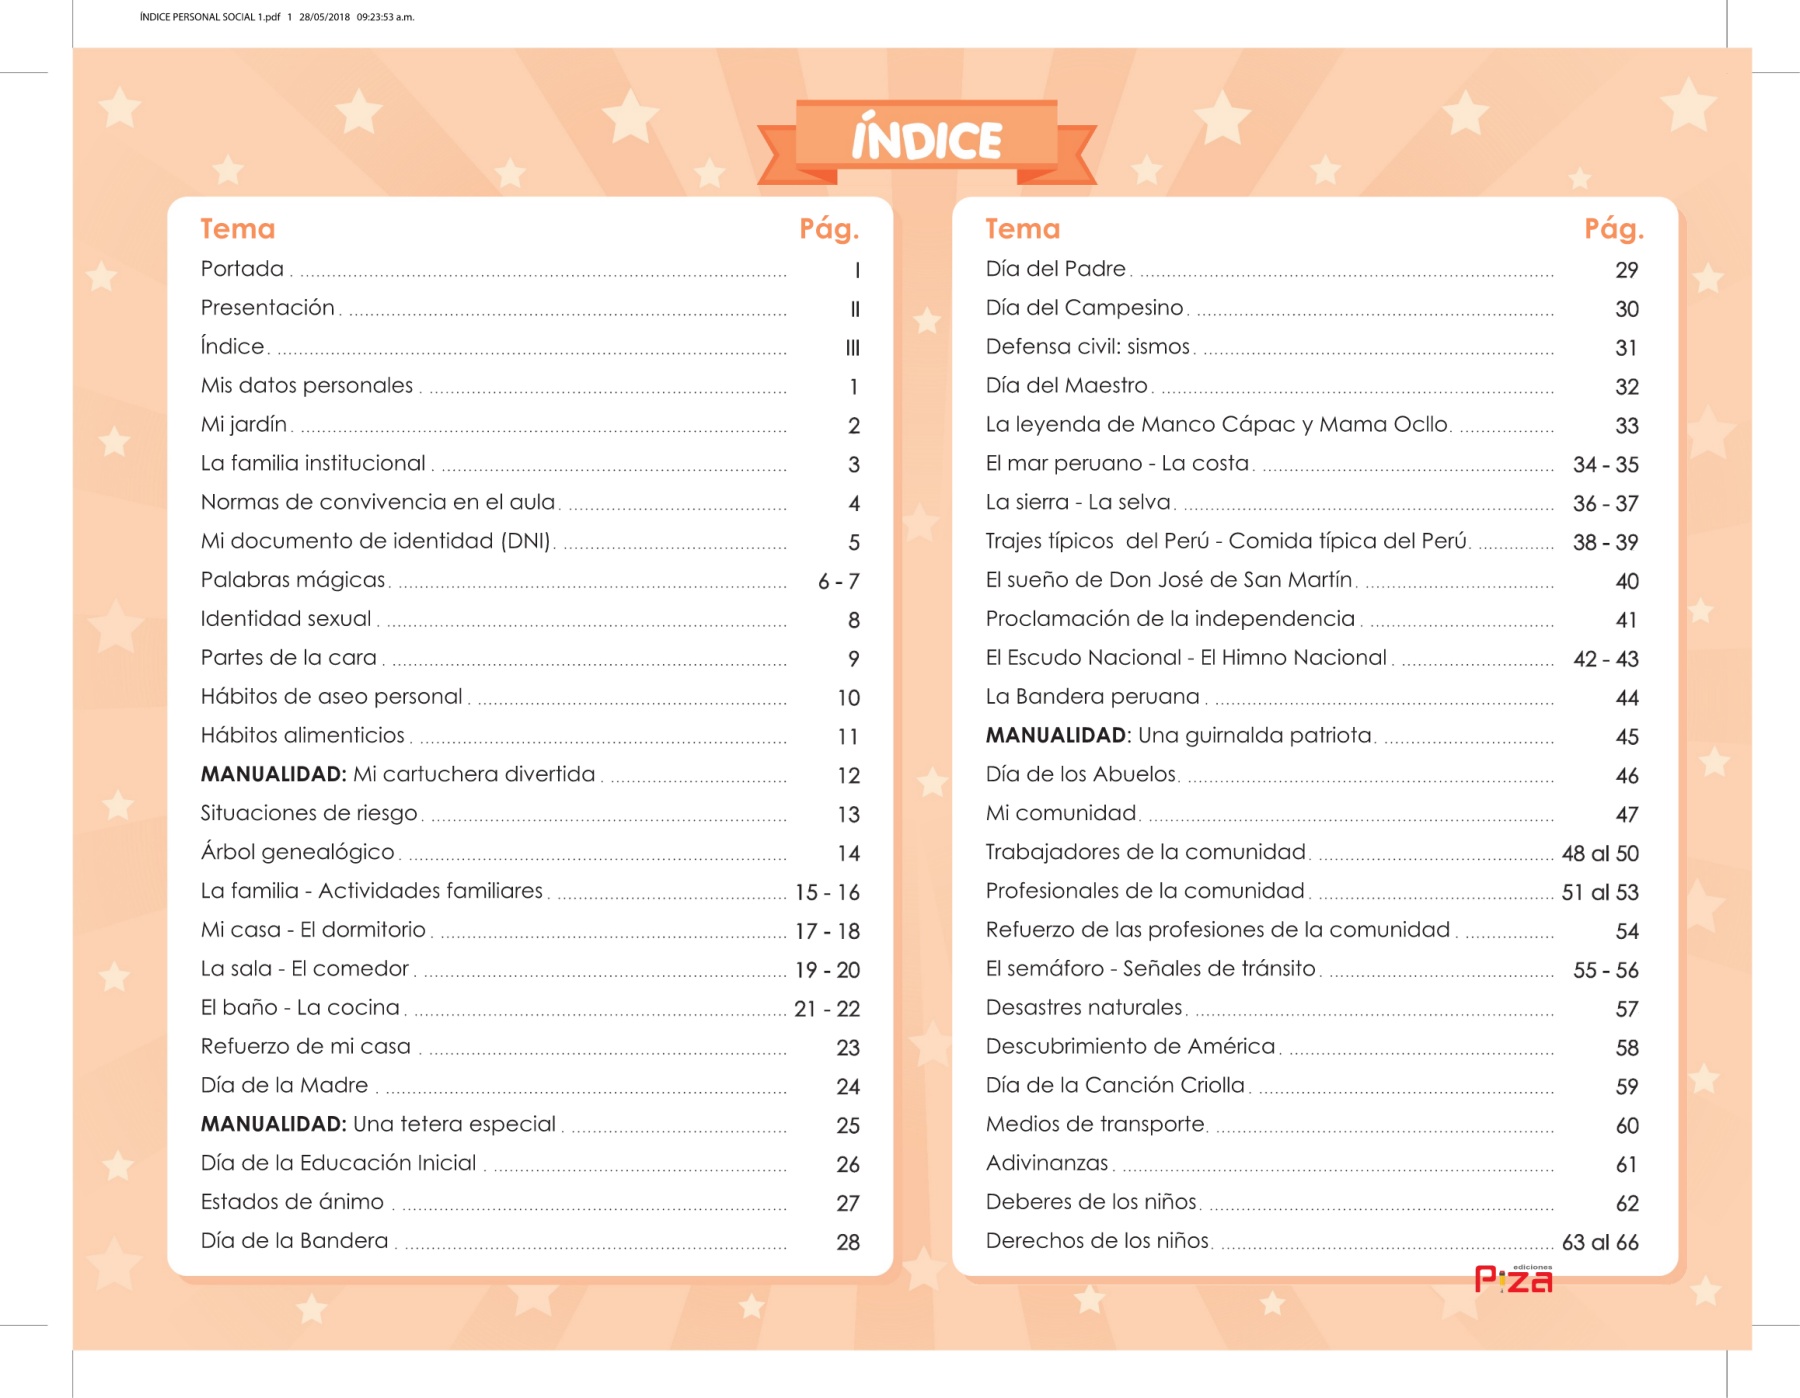 ÍNDICE PERSONAL SOCIAL 1.pdf 1 28/05/2018 09:23:53 a.m.
ÍNDICE
Tema Pág.
Portada I
Presentación II
Índice III
Mis datos personales 1
Mi jardín 2
La familia institucional 3
Normas de convivencia en el aula 4
Mi documento de identidad (DNI) 5
Palabras mágicas 6 - 7
Identidad sexual 8
Partes de la cara 9
Hábitos de aseo personal 10
Hábitos alimenticios 11
MANUALIDAD: Mi cartuchera divertida 12
Situaciones de riesgo 13
Árbol genealógico 14
La familia - Actividades familiares 15 - 16
Mi casa - El dormitorio 17 - 18
La sala - El comedor 19 - 20
El baño - La cocina 21 - 22
Refuerzo de mi casa 23
Día de la Madre 24
MANUALIDAD: Una tetera especial 25
Día de la Educación Inicial 26
Estados de ánimo 27
Día de la Bandera 28
Tema Pág.
Día del Padre 29
Día del Campesino 30
Defensa civil: sismos 31
Día del Maestro 32
La leyenda de Manco Cápac y Mama Ocllo 33
El mar peruano - La costa 34 - 35
La sierra - La selva 36 - 37
Trajes típicos del Perú - Comida típica del Perú 38 - 39
El sueño de Don José de San Martín 40
Proclamación de la independencia 41
El Escudo Nacional - El Himno Nacional 42 - 43
La Bandera peruana 44
MANUALIDAD: Una guirnalda patriota 45
Día de los Abuelos 46
Mi comunidad 47
Trabajadores de la comunidad 48 al 50
Profesionales de la comunidad 51 al 53
Refuerzo de las profesiones de la comunidad 54
El semáforo - Señales de tránsito 55 - 56
Desastres naturales 57
Descubrimiento de América 58
Día de la Canción Criolla 59
Medios de transporte 60
Adivinanzas 61
Deberes de los niños 62
Derechos de los niños 63 al 66
ediciones
Piza